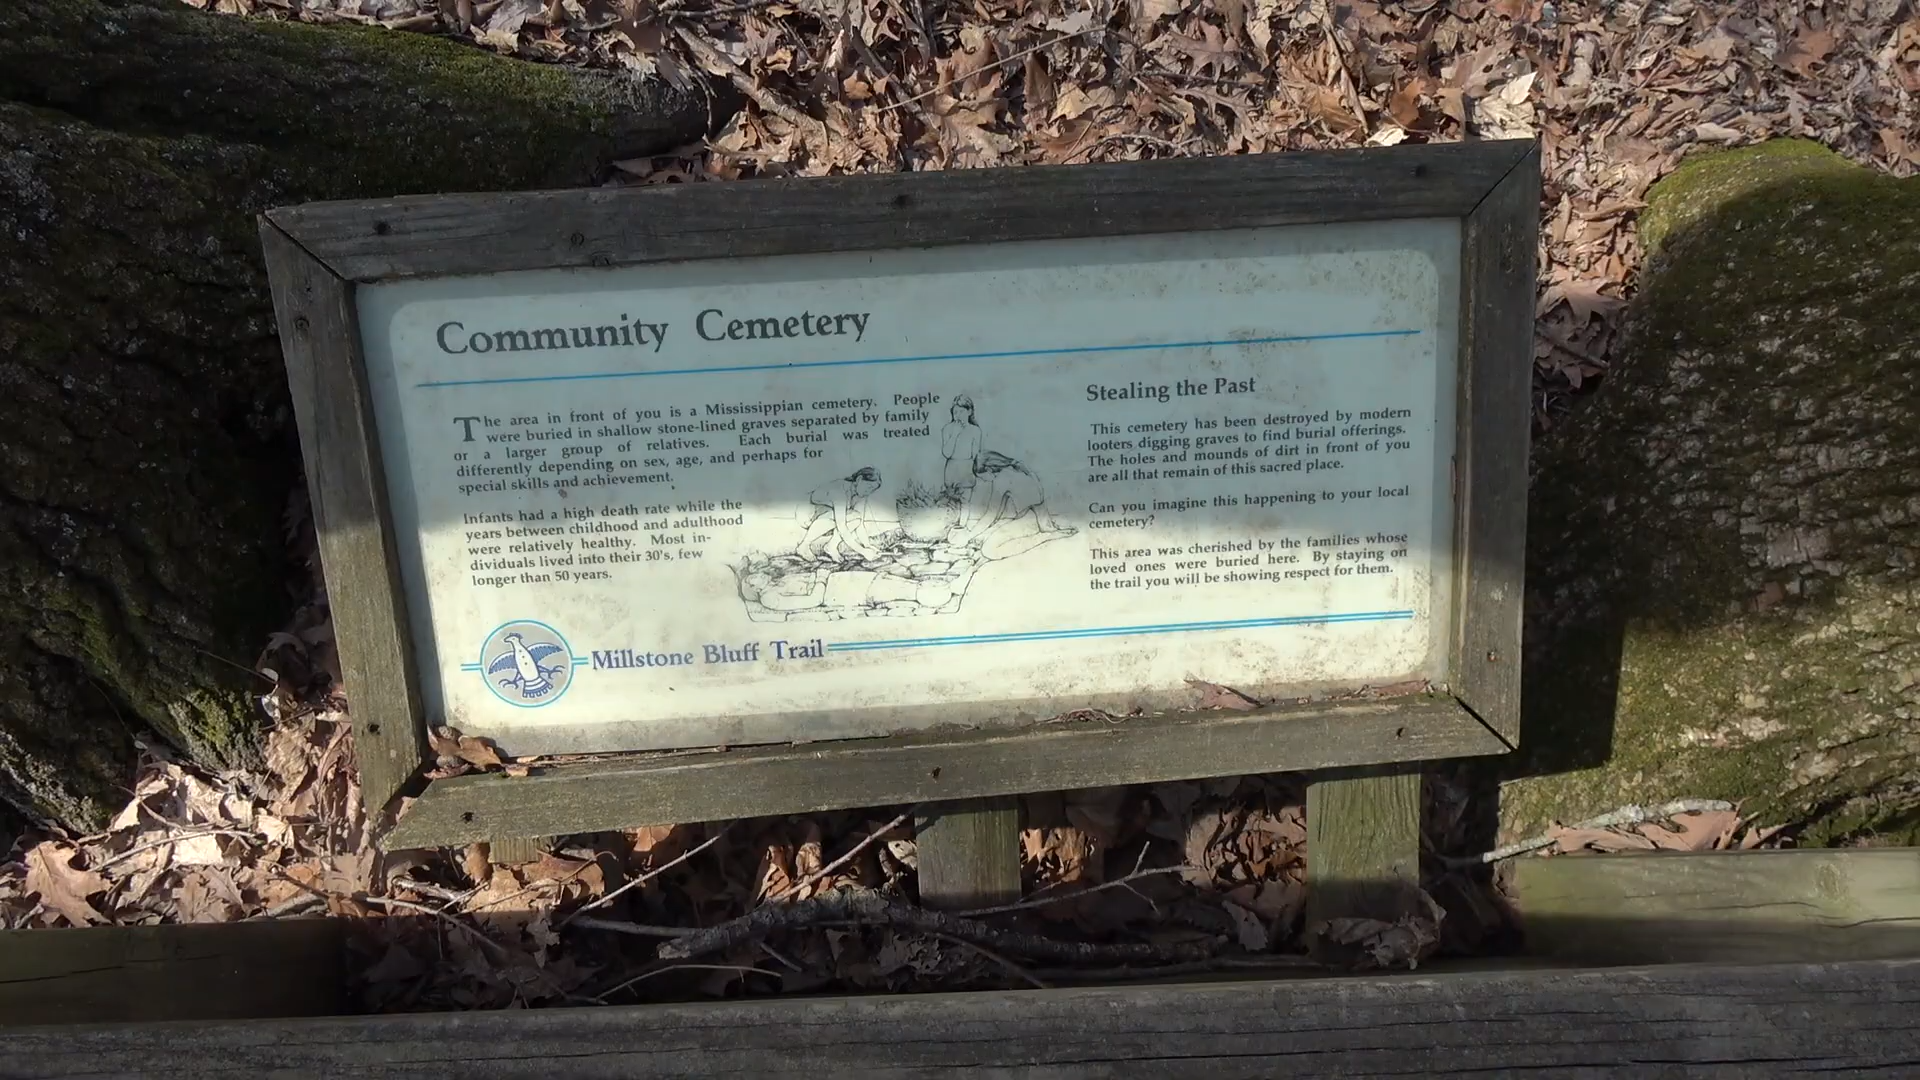 Community Cemetery
The area in front of you is a Mississippian cemetery. People
were buried in shallow stone-lined graves separated by family
or a larger group of relatives. Each burial was treated
differently depending on sex, age, and perhaps for
special skills and achievement.
Infants had a high death rate while the
years between childhood and adulthood
were relatively healthy. Most in-
dividuals lived into their 30's, few
longer than 50 years.
Stealing the Past
This cemetery has been destroyed by modern
looters digging graves to find burial offerings.
The holes and mounds of dirt in front of you
are all that remain of this sacred place.
Can you imagine this happening to your local
cemetery?
This area was cherished by the families whose
loved ones were buried here. By staying on
the trail you will be showing respect for them.
Millstone Bluff Trail